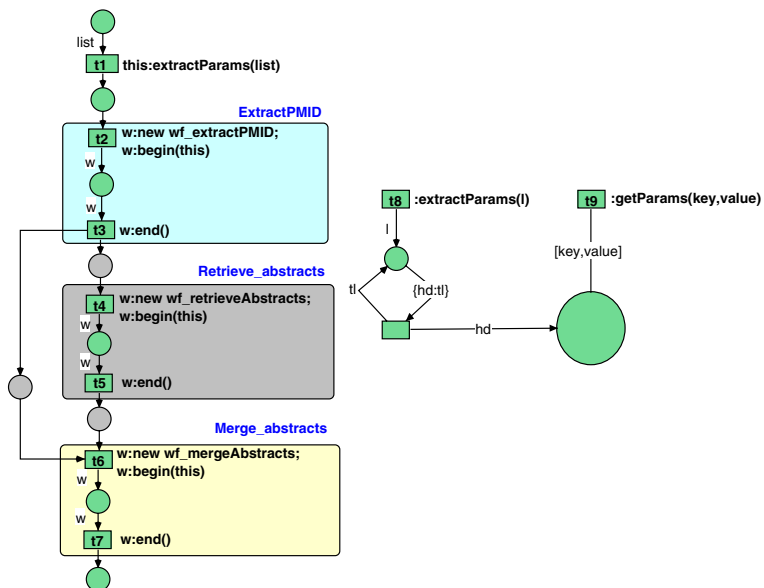 list
t1 this:extractParams(list)
ExtractPMID
t2 w:new wf_extractPMID;
w:begin(this)
w
w
t3 w:end()
Retrieve_abstracts
t4 w:new wf_retrieveAbstracts;
w:begin(this)
w
w
t5 w:end()
Merge_abstracts
t6 w:new wf_mergeAbstracts;
w:begin(this)
w
w
t7 w:end()
t8 :extractParams(l)
l
tl
{hd:tl}
hd
t9 :getParams(key,value)
[key,value]